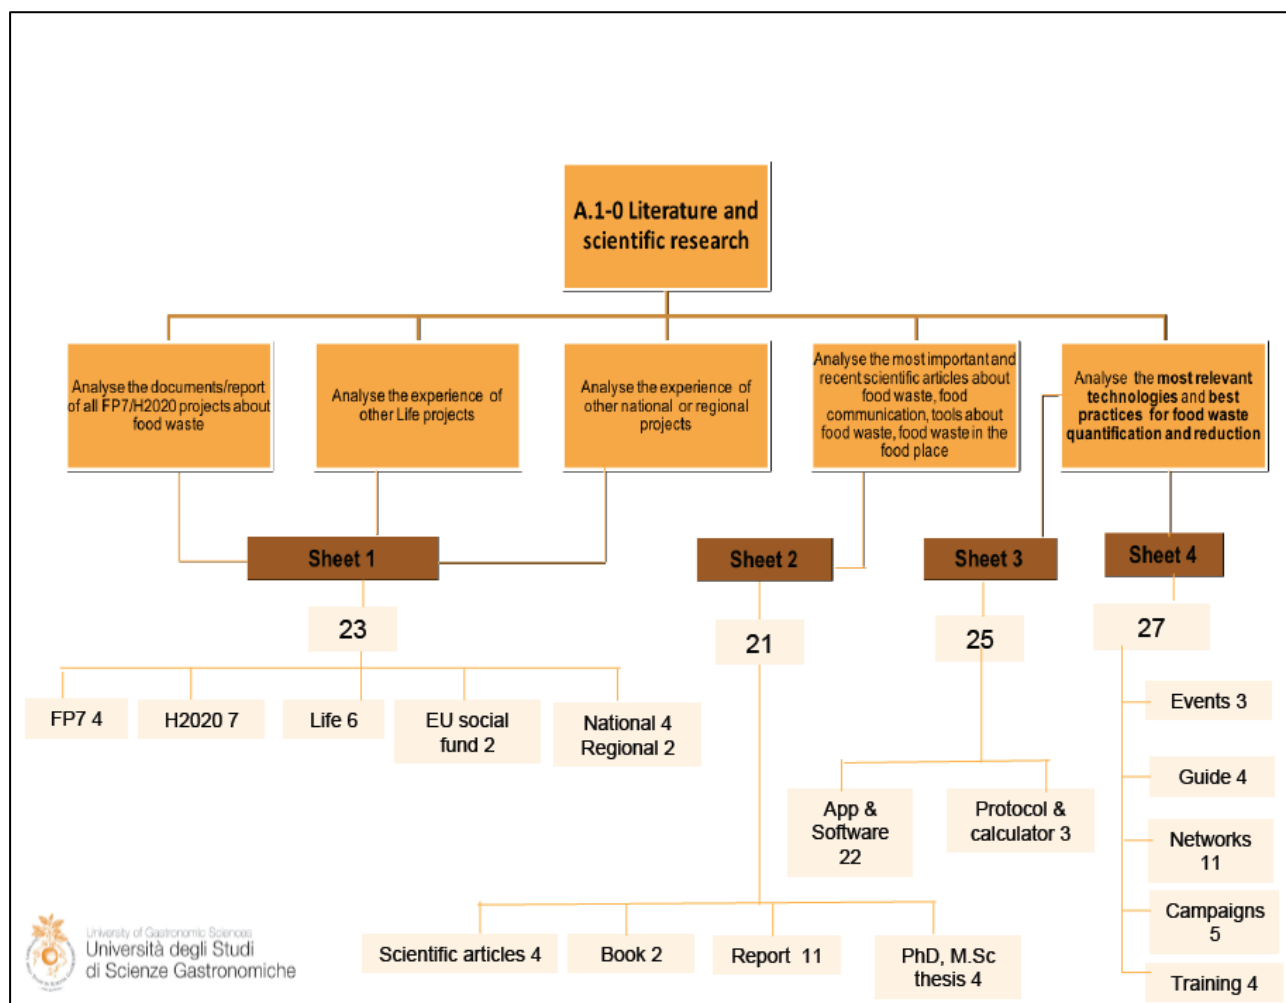 A.1-0 Literature and
scientific research
Analyse the documents/report
of all FP7/H2020 projects about
food waste
Analyse the experience of
other Life projects
Analyse the experience of
other national or regional
projects
Analyse the most important and
recent scientific articles about
food waste, food
communication, tools about
food waste, food waste in the
food place
Analyse the most relevant
technologies and best
practices for food waste
quantification and reduction
Sheet 1
Sheet 2
Sheet 3
Sheet 4
23
21
25
27
FP7 4
H2020 7
Life 6
EU social
fund 2
National 4
Regional 2
App &
Software
22
Protocol &
calculator 3
Events 3
Guide 4
Networks
11
Campaigns
5
Training 4
Scientific articles 4
Book 2
Report 11
PhD, M.Sc
thesis 4
University of Gastronomic Sciences
Università degli Studi
di Scienze Gastronomiche